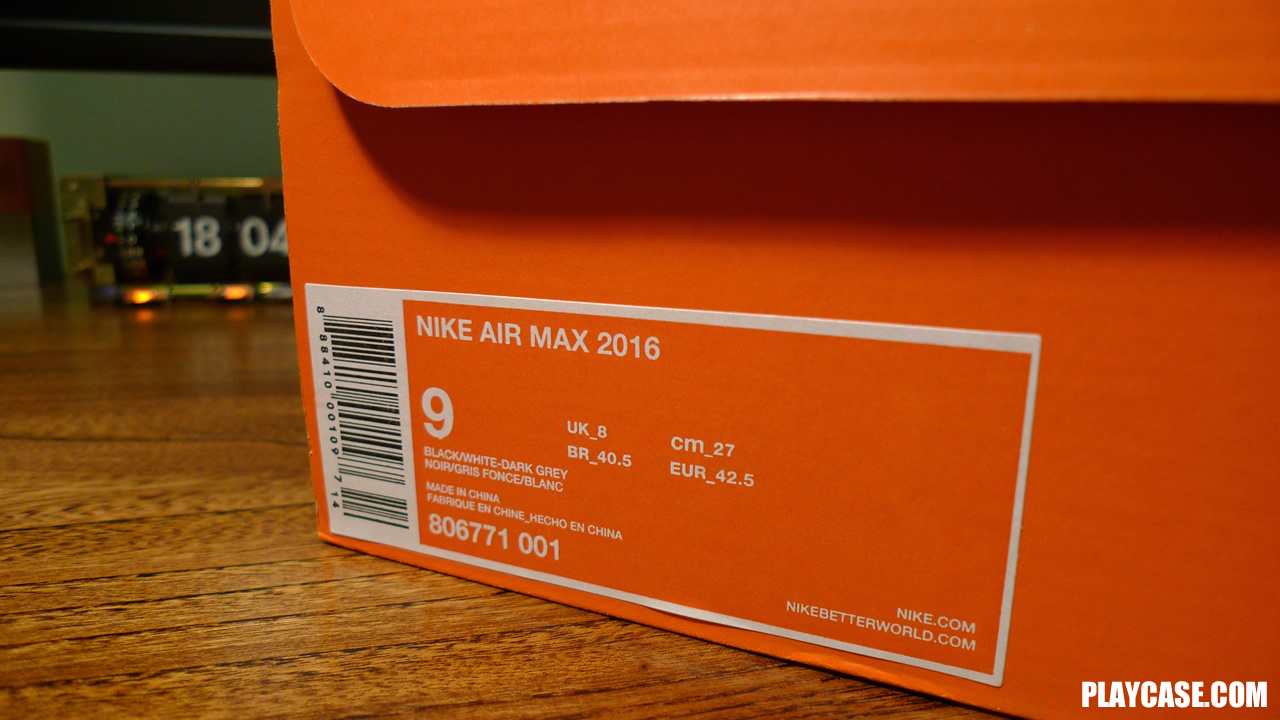 18 04
NIKE AIR MAX 2016
9
UK_8
cm_27
BR_40.5
EUR_42.5
BLACK/WHITE-DARK GREY
NOIR/GRIS FONCE/BLANC
MADE IN CHINA
FABRIQUE EN CHINE_HECHO EN CHINA
806771 001
8 88410 00109 714
NIKE.COM
NIKEBETTERWORLD.COM
PLAYCASE.COM